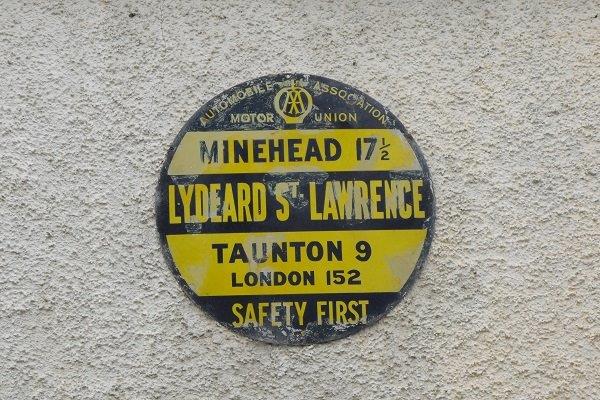 AUTOMOBILE ASSOCIATION
AA
MOTOR UNION
MINEHEAD 17½
LYDEARD ST. LAWRENCE
TAUNTON 9
LONDON 152
SAFETY FIRST